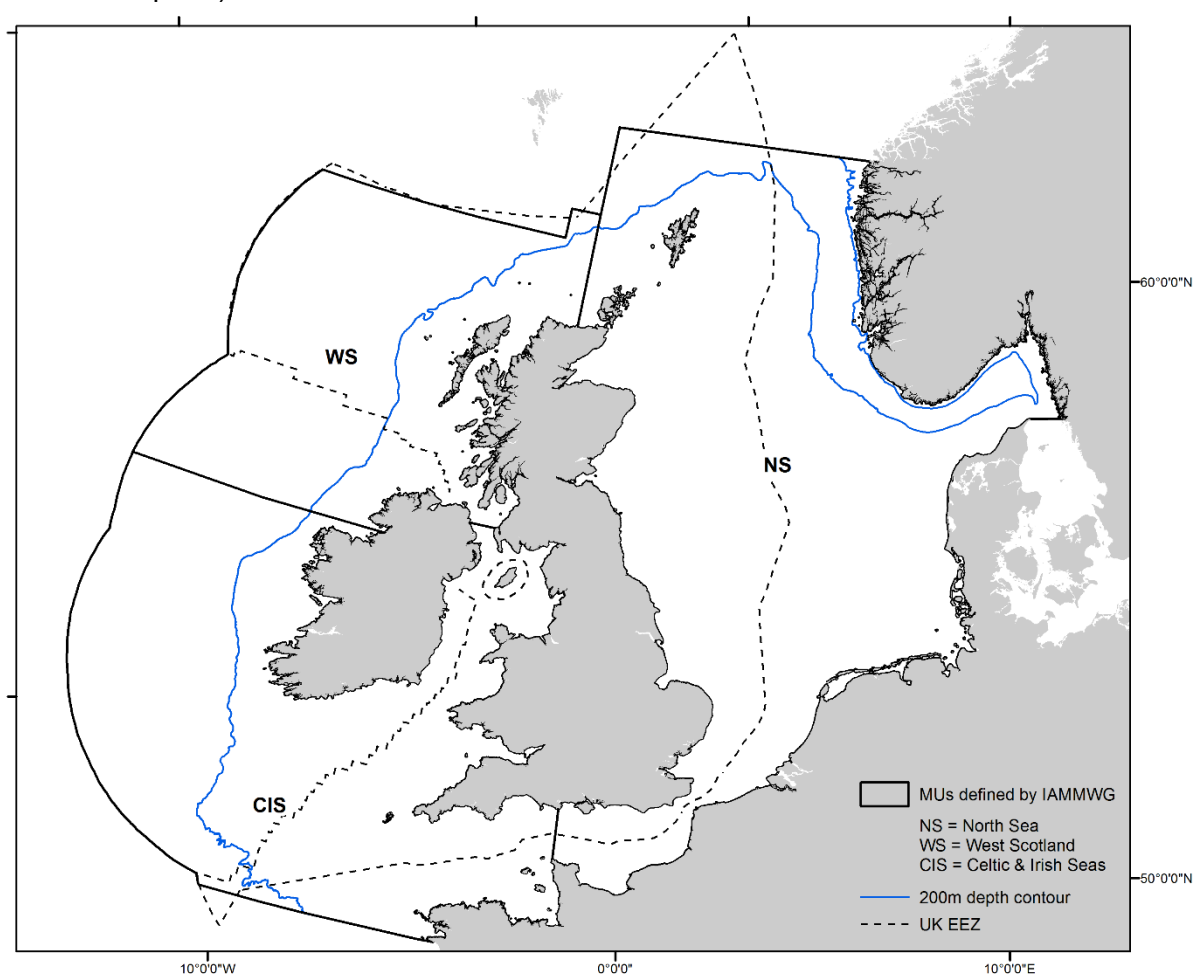 60°0'0"N
WS
NS
CIS
MUs defined by IAMMWG
NS = North Sea
WS = West Scotland
CIS = Celtic & Irish Seas
200m depth contour
UK EEZ
50°0'0"N
10°0'0"W
0°0'0"
10°0'0"E